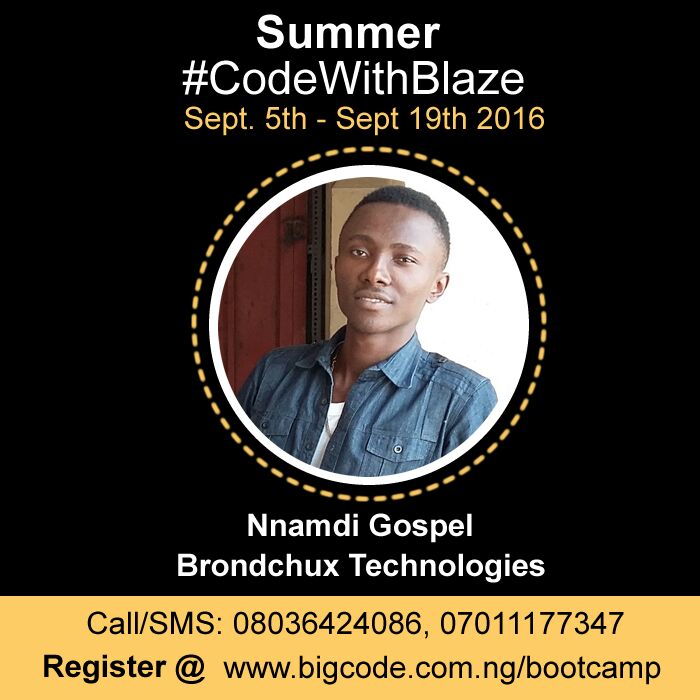 Summer
#CodeWithBlaze
Sept. 5th - Sept 19th 2016
Nnamdi Gospel
Brondchux Technologies
Call/SMS: 08036424086, 07011177347
Register @ www.bigcode.com.ng/bootcamp